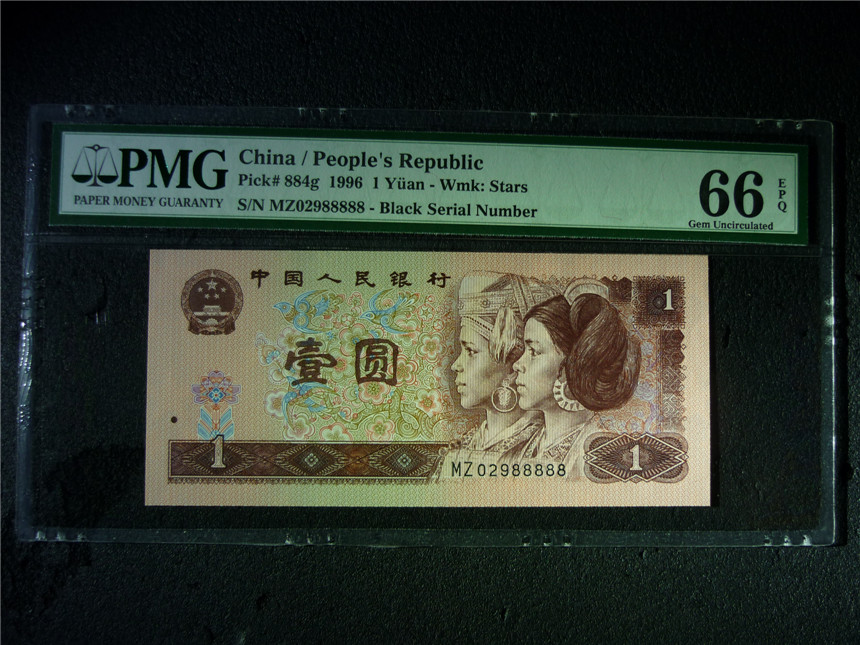 PMG
PAPER MONEY GUARANTY
China / People's Republic
Pick# 884g 1996 1 Yüan - Wmk: Stars
S/N MZ02988888 - Black Serial Number
66
EPQ
Gem Uncirculated
中国人民银行
1
壹圆
1
1
MZ02988888